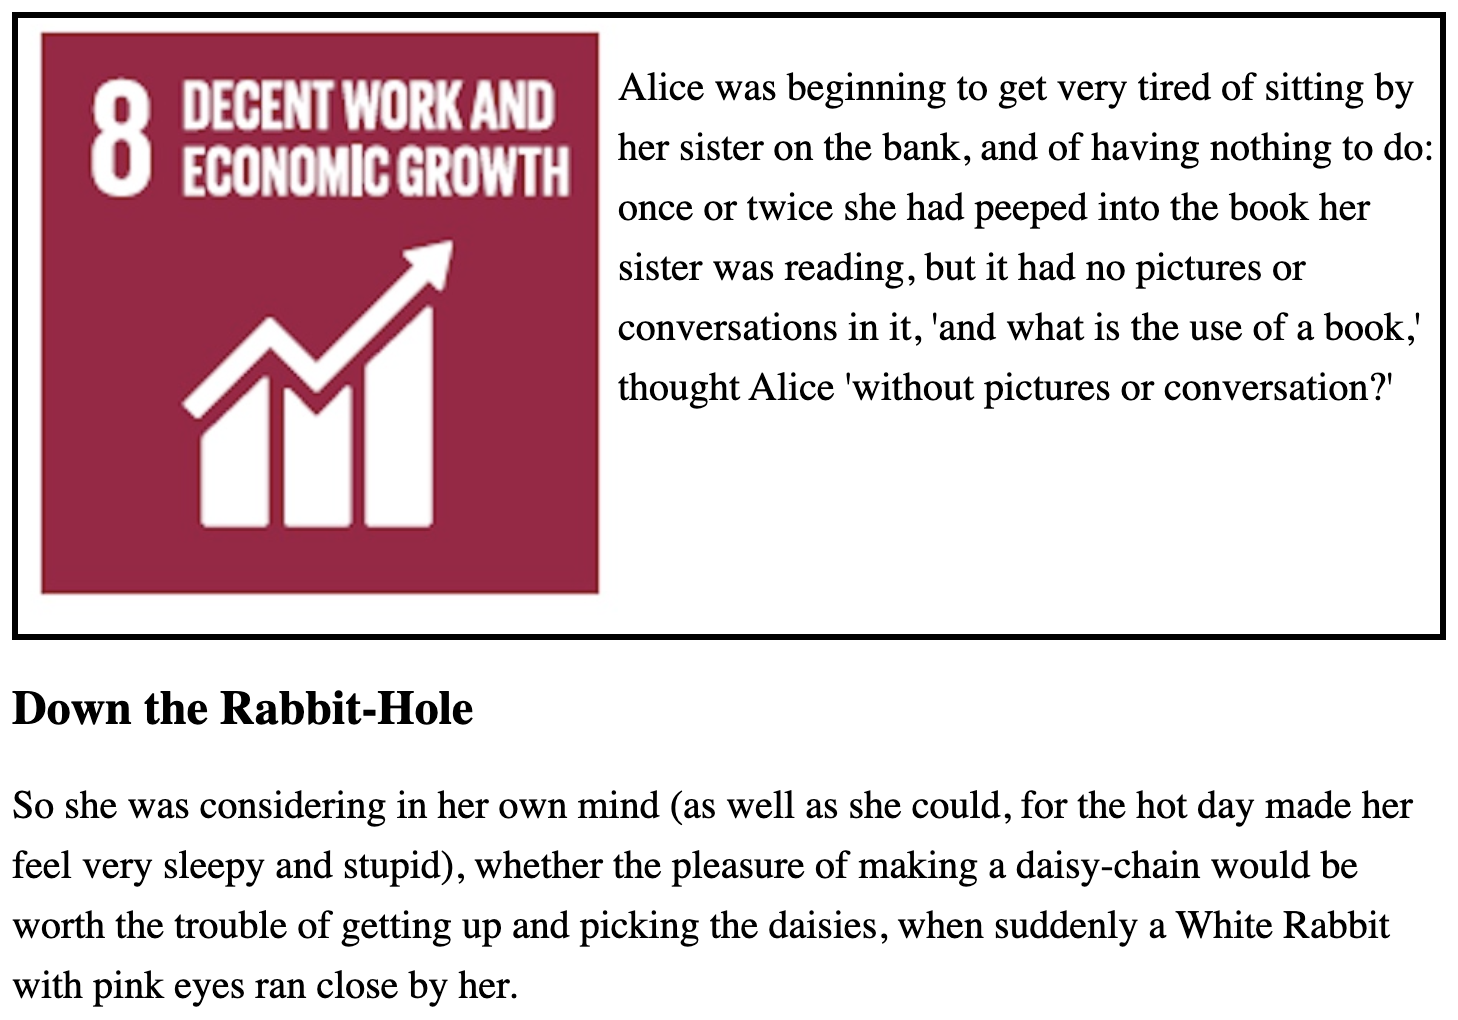 8 DECENT WORK AND
ECONOMIC GROWTH
Alice was beginning to get very tired of sitting by
her sister on the bank, and of having nothing to do:
once or twice she had peeped into the book her
sister was reading, but it had no pictures or
conversations in it, 'and what is the use of a book,'
thought Alice 'without pictures or conversation?'
Down the Rabbit-Hole
So she was considering in her own mind (as well as she could, for the hot day made her
feel very sleepy and stupid), whether the pleasure of making a daisy-chain would be
worth the trouble of getting up and picking the daisies, when suddenly a White Rabbit
with pink eyes ran close by her.